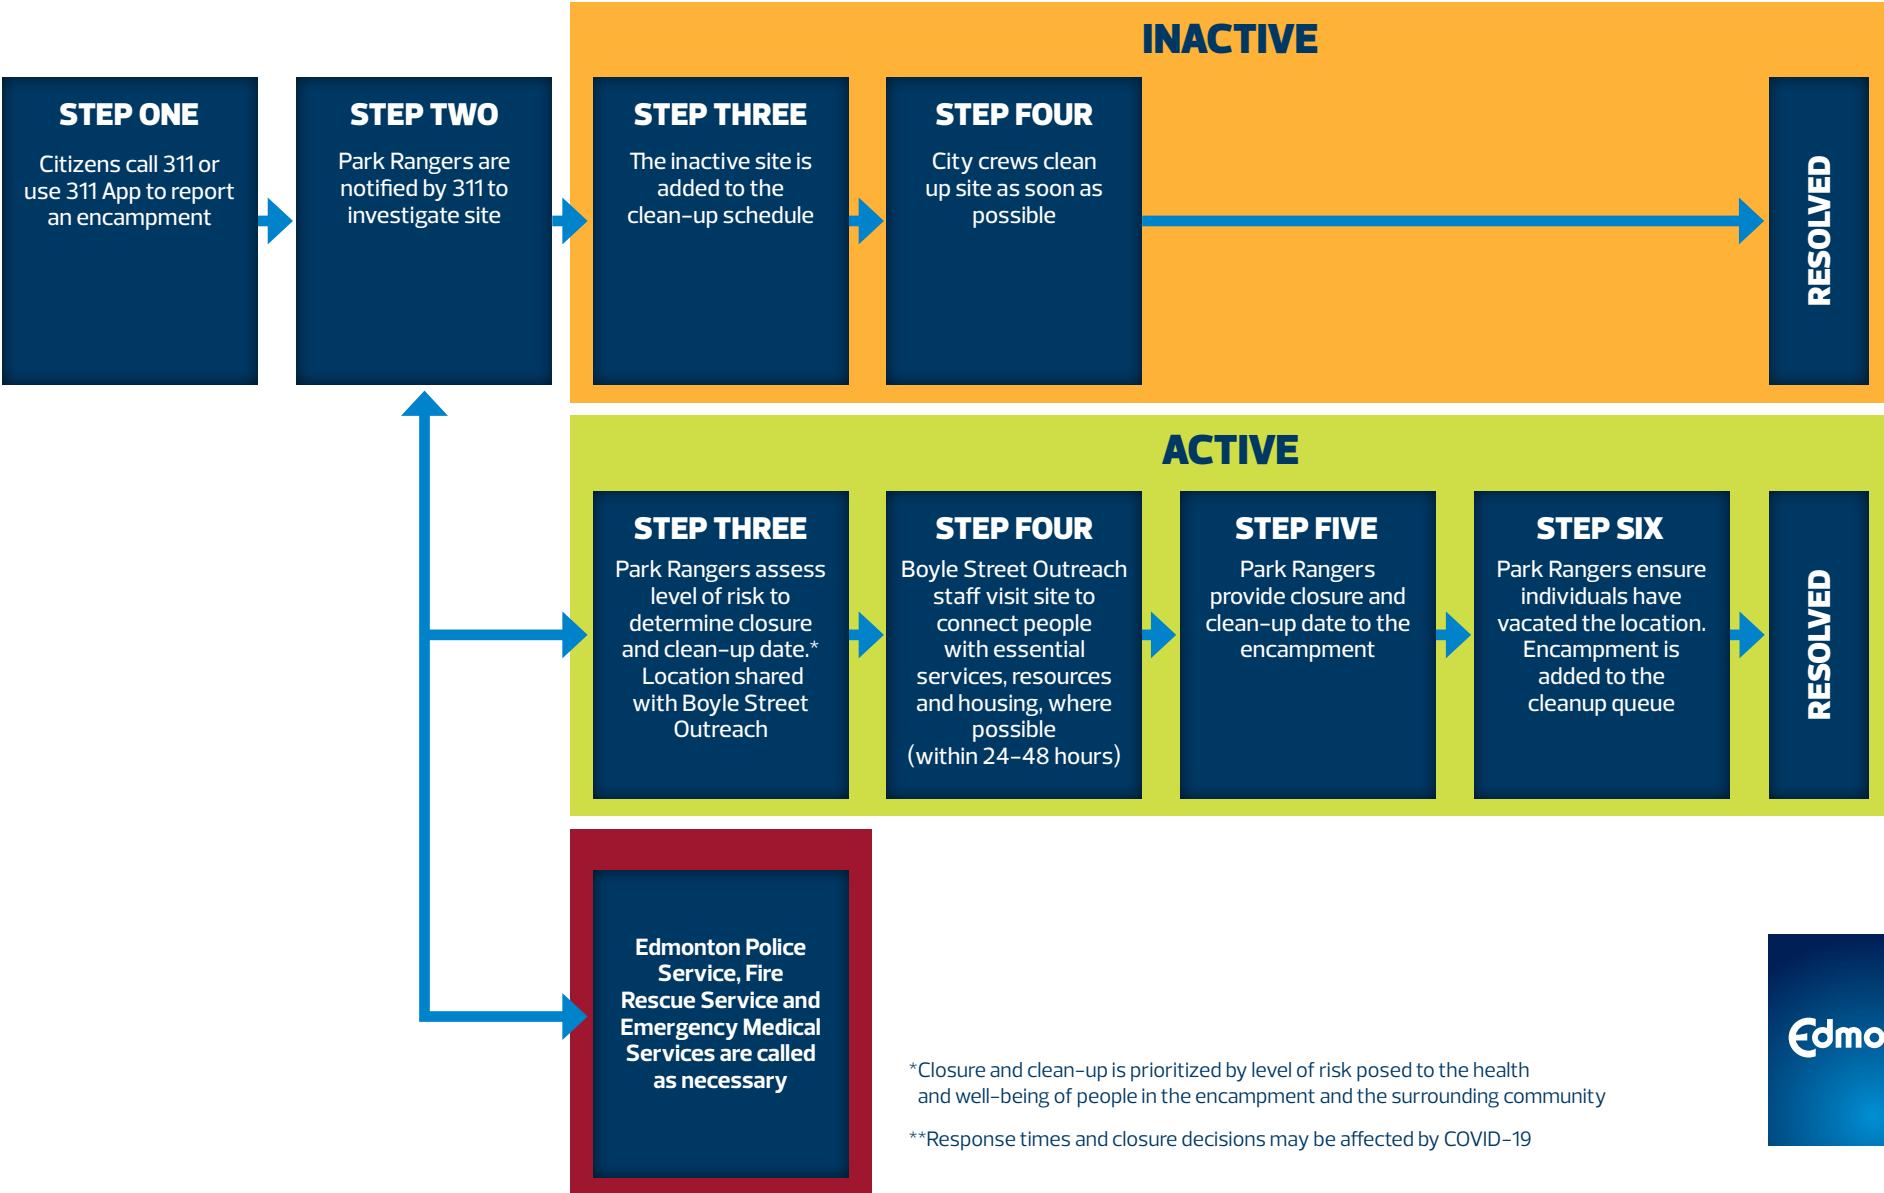 INACTIVE
STEP ONE
Citizens call 311 or
use 311 App to report
an encampment
STEP TWO
Park Rangers are
notified by 311 to
investigate site
STEP THREE
The inactive site is
added to the
clean-up schedule
STEP FOUR
City crews clean
up site as soon as
possible
RESOLVED
ACTIVE
STEP THREE
Park Rangers assess
level of risk to
determine closure
and clean-up date.*
Location shared
with Boyle Street
Outreach
STEP FOUR
Boyle Street Outreach
staff visit site to
connect people
with essential
services, resources
and housing, where
possible
(within 24-48 hours)
STEP FIVE
Park Rangers
provide closure and
clean-up date to the
encampment
STEP SIX
Park Rangers ensure
individuals have
vacated the location.
Encampment is
added to the
cleanup queue
RESOLVED
Edmonton Police
Service, Fire
Rescue Service and
Emergency Medical
Services are called
as necessary
*Closure and clean-up is prioritized by level of risk posed to the health
and well-being of people in the encampment and the surrounding community
**Response times and closure decisions may be affected by COVID-19
Edmo